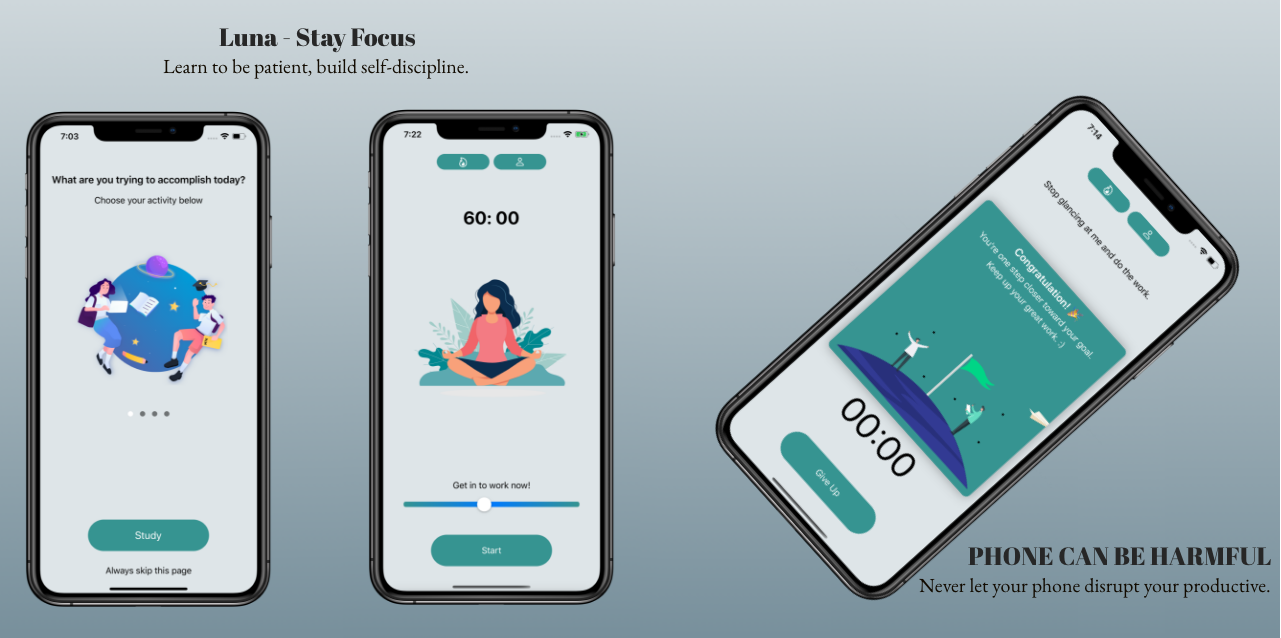 Luna - Stay Focus
Learn to be patient, build self-discipline.
7:03
What are you trying to accomplish today?
Choose your activity below
Study
Always skip this page
7:22
60: 00
Get in to work now!
Start
7:14
Stop glancing at me and do the work.
Congratulation! 🎉
You're one step closer toward your goal.
Keep up your great work. :)
00:00
Give Up
PHONE CAN BE HARMFUL
Never let your phone disrupt your productive.